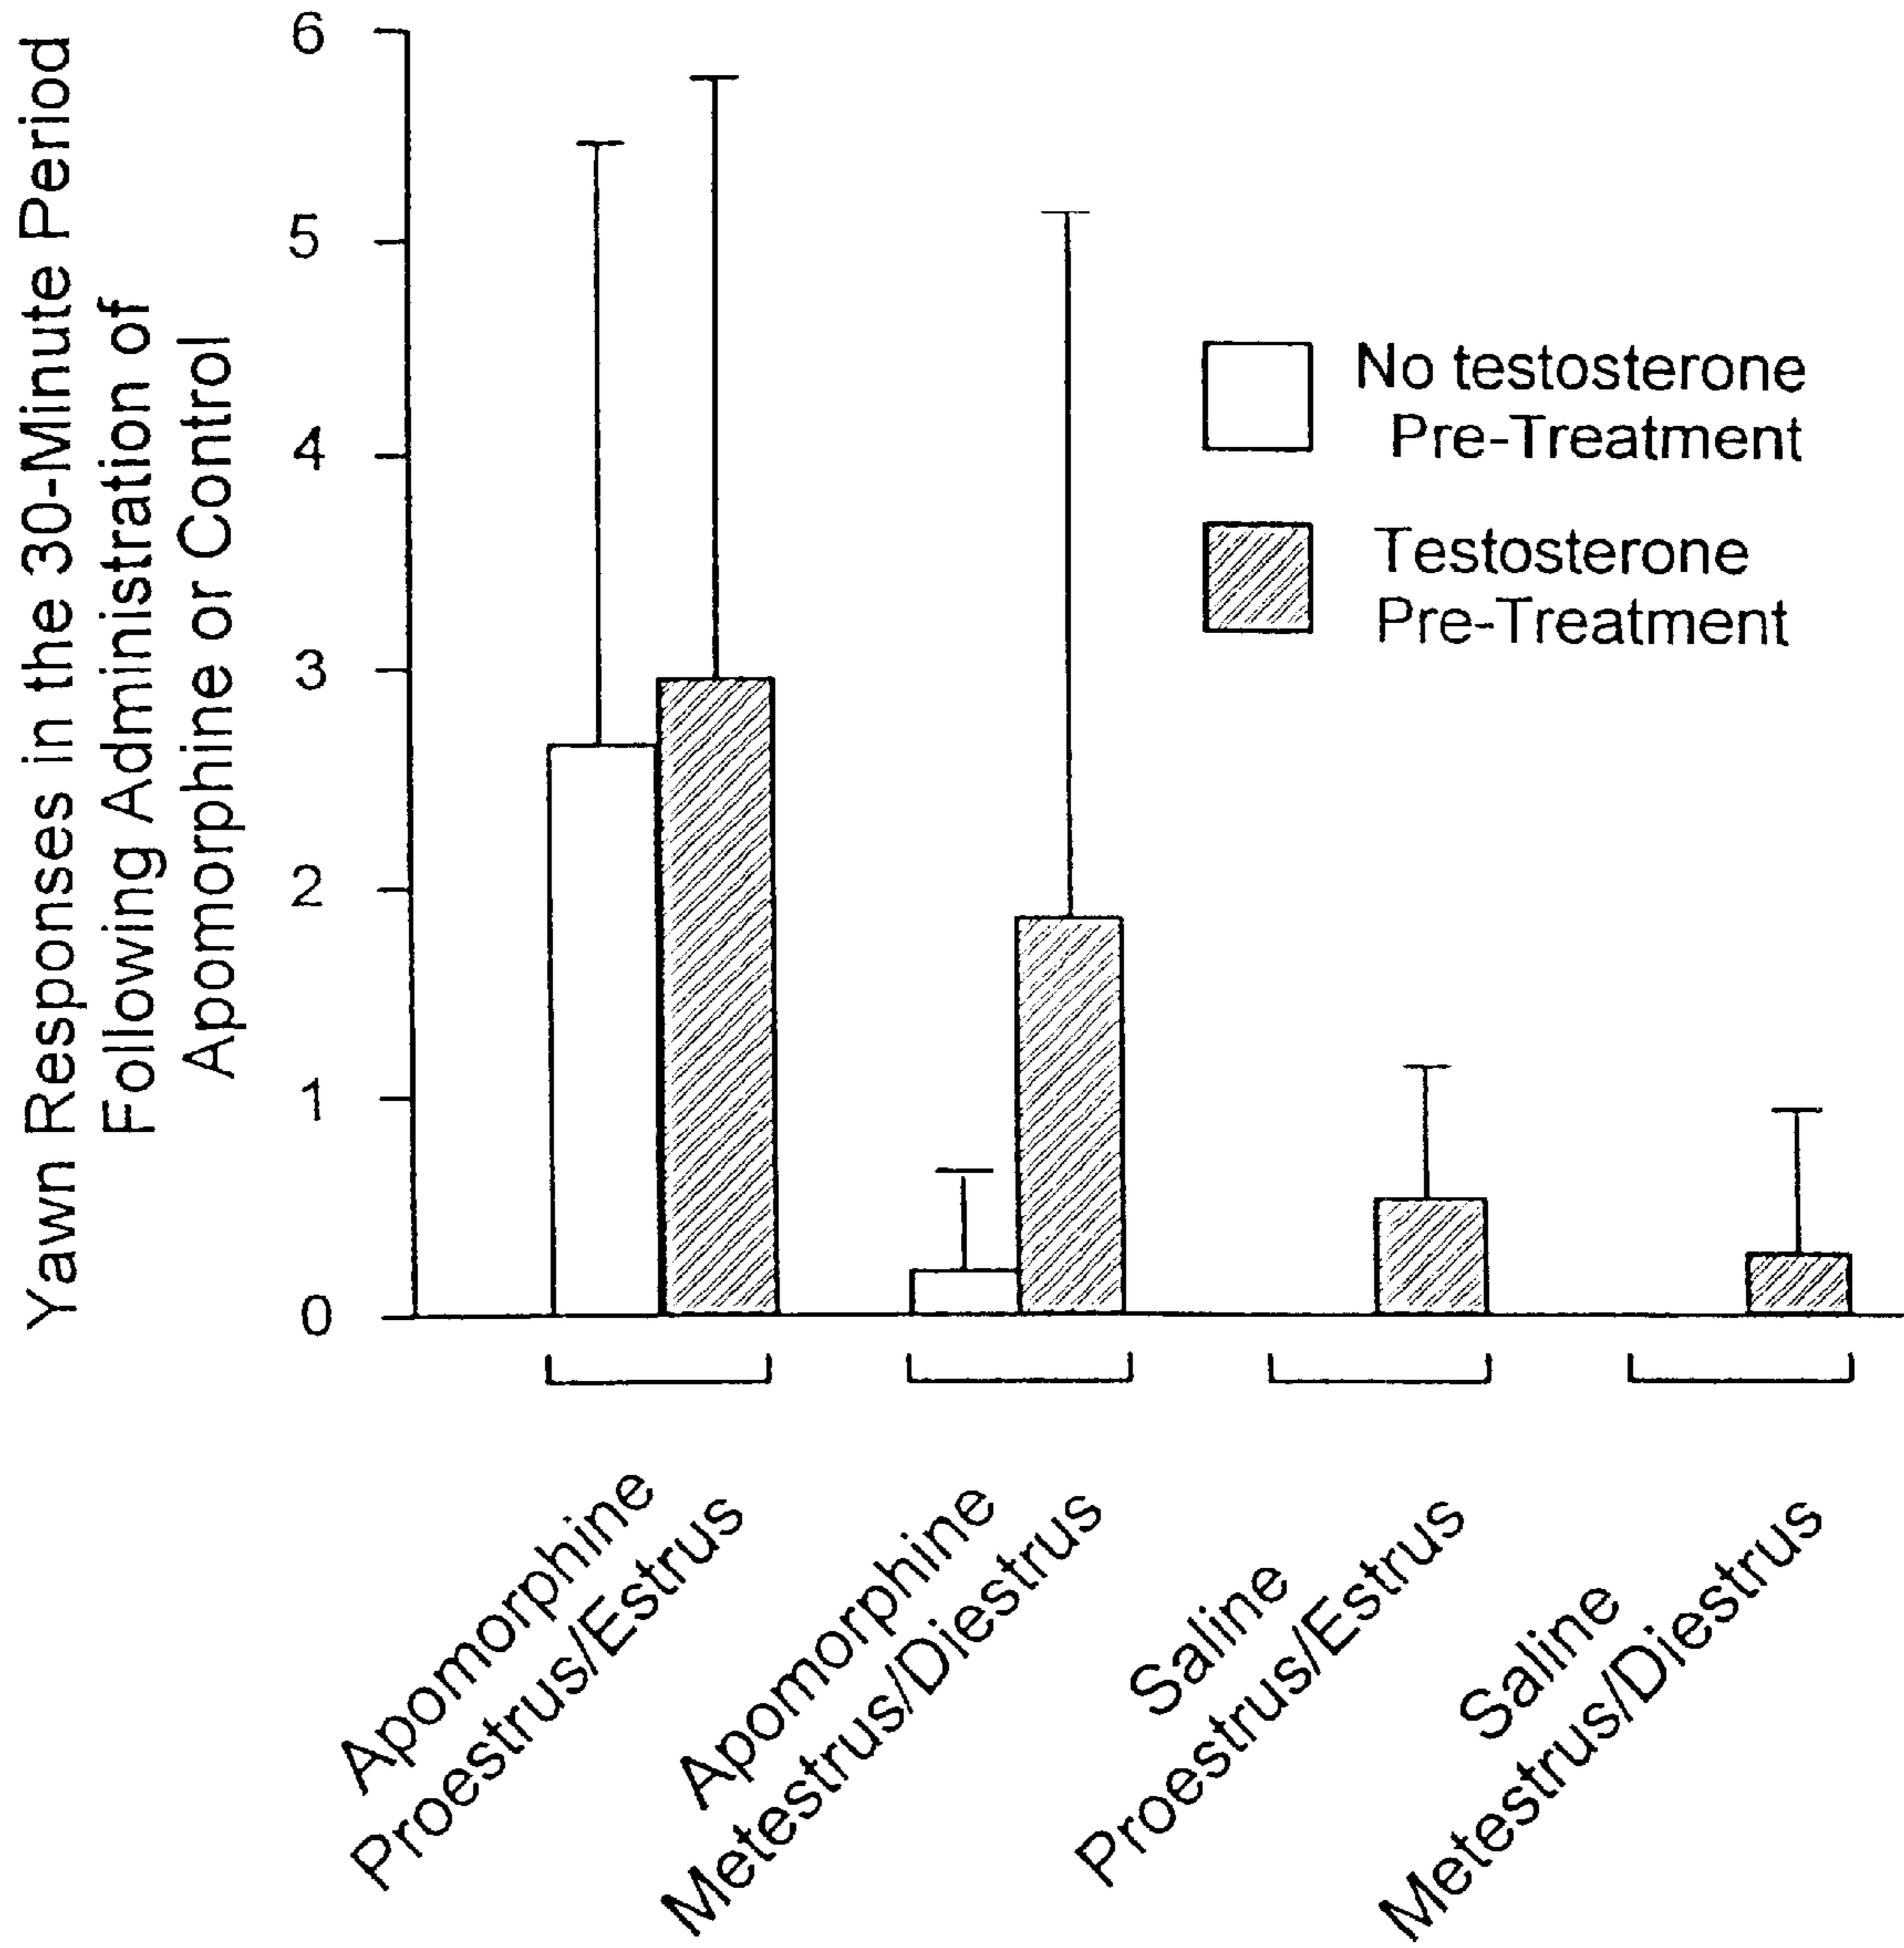 Yawn Responses in the 30-Minute Period
Following Administration of
Apomorphine or Control
6
5
4
3
2
1
0
No testosterone
Pre-Treatment
Testosterone
Pre-Treatment
Apomorphine
Proestrus/Estrus
Apomorphine
Metestrus/Diestrus
Saline
Proestrus/Estrus
Saline
Metestrus/Diestrus